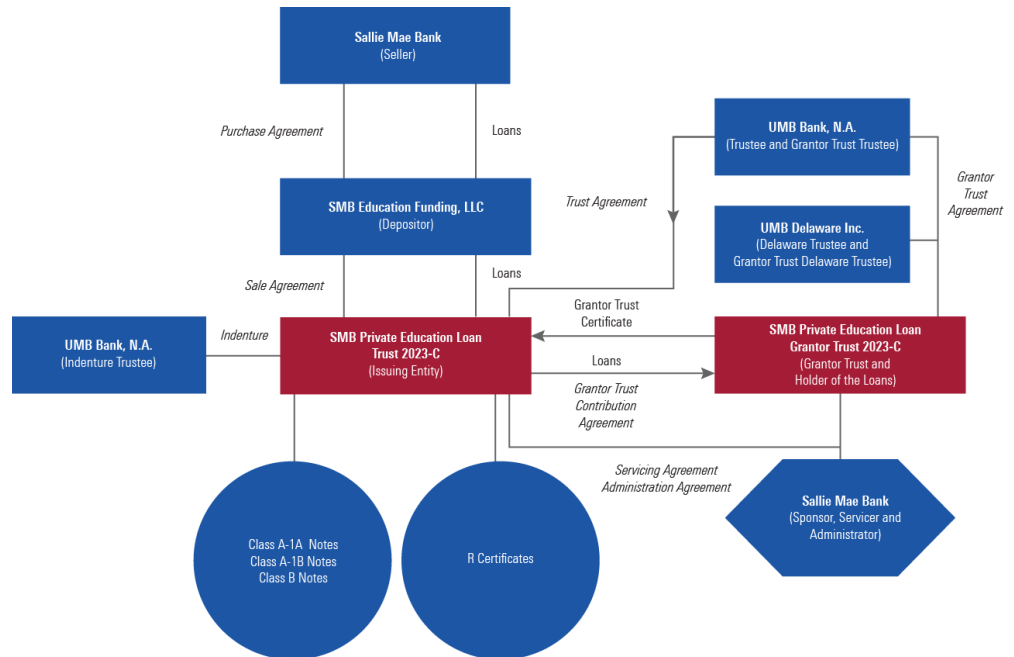 Sallie Mae Bank
(Seller)
Purchase Agreement
Loans
UMB Bank, N.A.
(Trustee and Grantor Trust Trustee)
Grantor
Trust
Agreement
SMB Education Funding, LLC
(Depositor)
Trust Agreement
UMB Delaware Inc.
(Delaware Trustee and
Grantor Trust Delaware Trustee)
Sale Agreement
Loans
Grantor Trust
Certificate
UMB Bank, N.A.
(Indenture Trustee)
Indenture
SMB Private Education Loan
Trust 2023-C
(Issuing Entity)
SMB Private Education Loan
Grantor Trust 2023-C
(Grantor Trust and
Holder of the Loans)
Loans
Grantor Trust
Contribution
Agreement
Servicing Agreement
Administration Agreement
Sallie Mae Bank
(Sponsor, Servicer and
Administrator)
Class A-1A Notes
Class A-1B Notes
Class B Notes
R Certificates